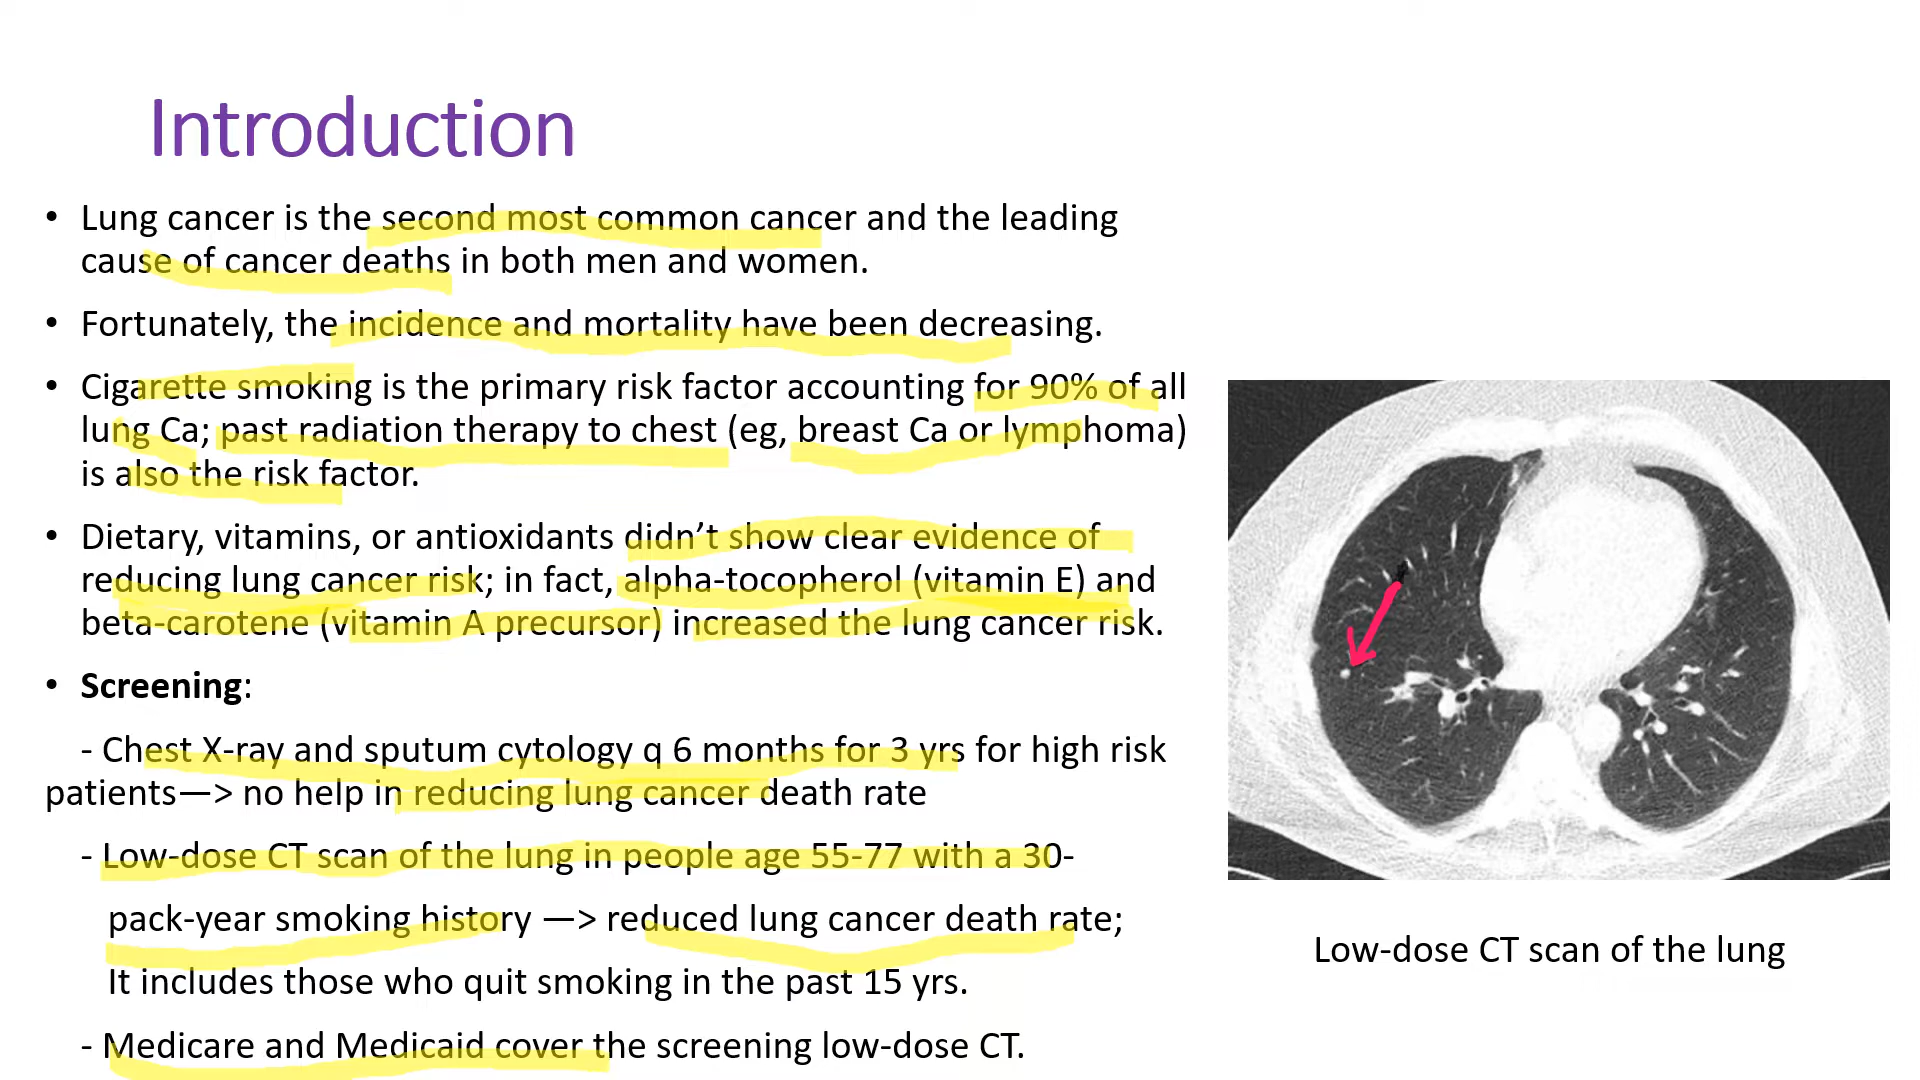 Introduction
• Lung cancer is the second most common cancer and the leading
cause of cancer deaths in both men and women.
• Fortunately, the incidence and mortality have been decreasing.
• Cigarette smoking is the primary risk factor accounting for 90% of all
lung Ca; past radiation therapy to chest (eg, breast Ca or lymphoma)
is also the risk factor.
• Dietary, vitamins, or antioxidants didn’t show clear evidence of
reducing lung cancer risk; in fact, alpha-tocopherol (vitamin E) and
beta-carotene (vitamin A precursor) increased the lung cancer risk.
• Screening:
- Chest X-ray and sputum cytology q 6 months for 3 yrs for high risk
patients—> no help in reducing lung cancer death rate
- Low-dose CT scan of the lung in people age 55-77 with a 30-
pack-year smoking history —> reduced lung cancer death rate;
It includes those who quit smoking in the past 15 yrs.
- Medicare and Medicaid cover the screening low-dose CT.
Low-dose CT scan of the lung